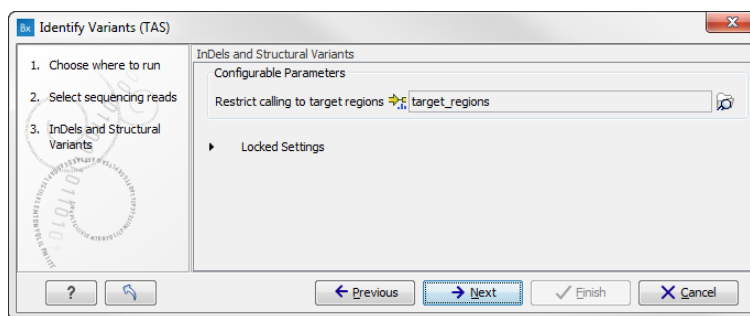 Bx Identify Variants (TAS)
1. Choose where to run
2. Select sequencing reads
3. InDels and Structural
Variants
InDels and Structural Variants
Configurable Parameters
Restrict calling to target regions target_regions
Locked Settings
? Previous Next Finish Cancel